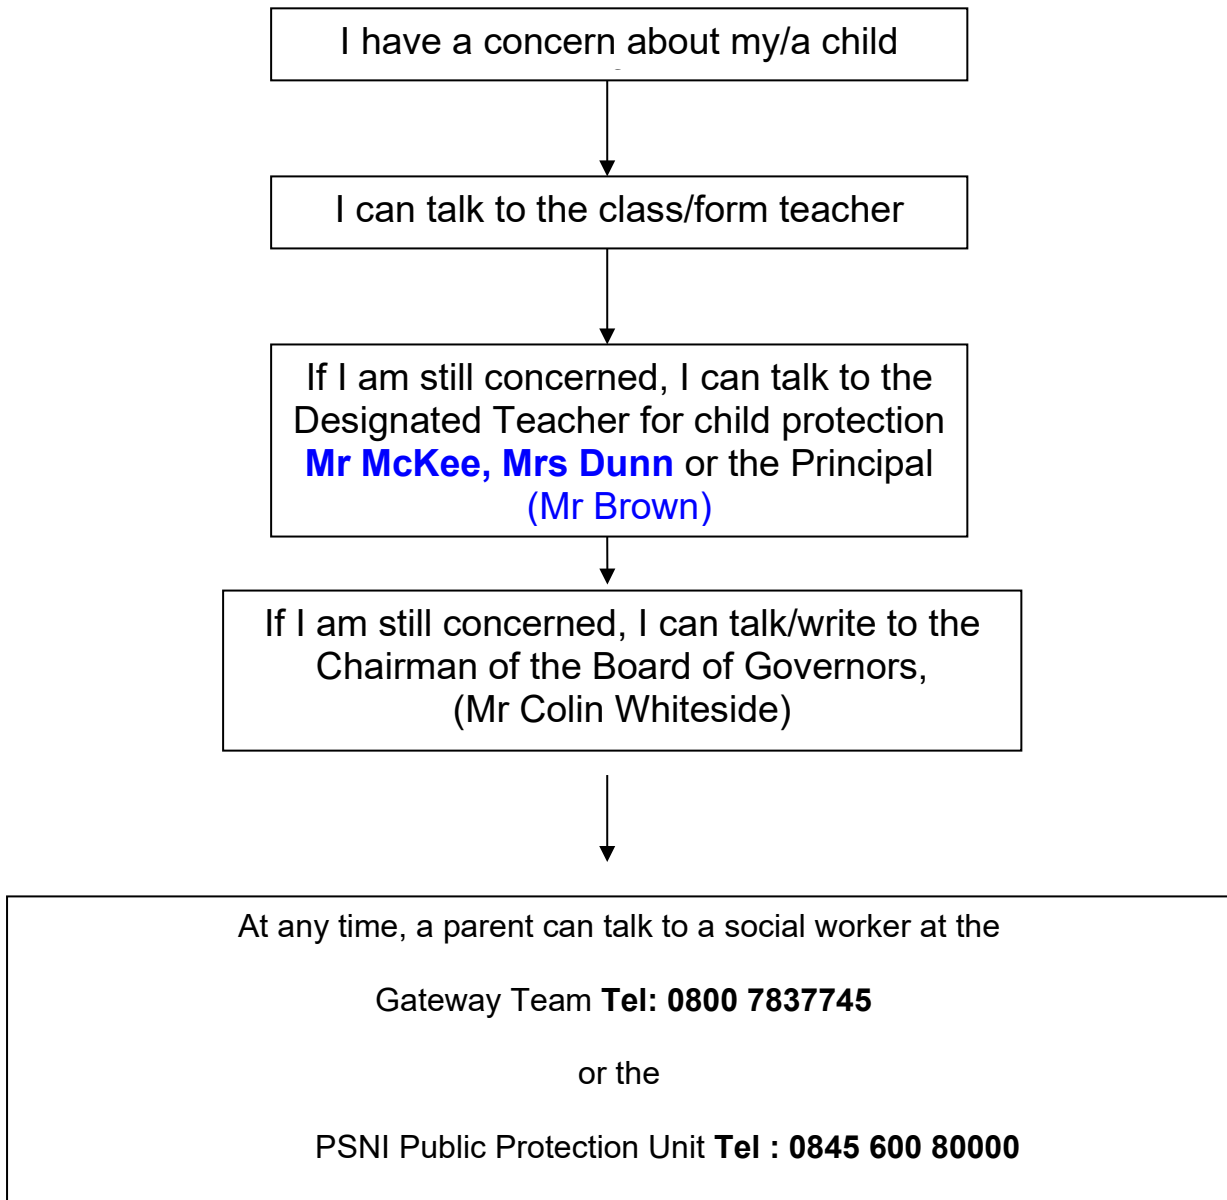 I have a concern about my/a child
I can talk to the class/form teacher
If I am still concerned, I can talk to the
Designated Teacher for child protection
Mr McKee, Mrs Dunn or the Principal
(Mr Brown)
If I am still concerned, I can talk/write to the
Chairman of the Board of Governors,
(Mr Colin Whiteside)
At any time, a parent can talk to a social worker at the
Gateway Team Tel: 0800 7837745
or the
PSNI Public Protection Unit Tel : 0845 600 80000